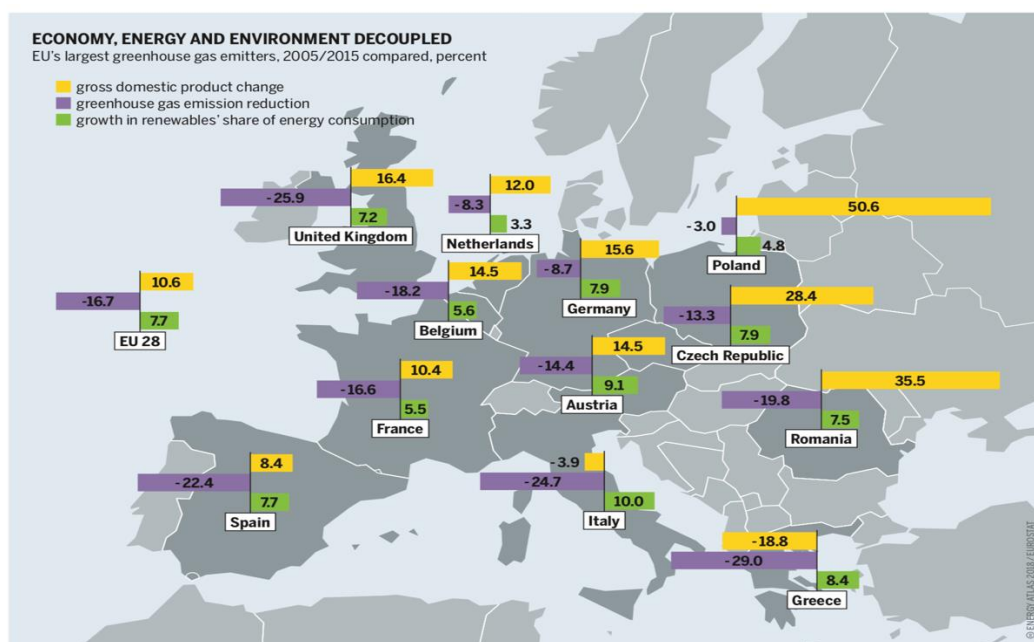 ECONOMY, ENERGY AND ENVIRONMENT DECOUPLED
EU's largest greenhouse gas emitters, 2005/2015 compared, percent
gross domestic product change
greenhouse gas emission reduction
growth in renewables' share of energy consumption
16.4
-25.9
7.2
United Kingdom
12.0
-8.3
3.3
Netherlands
50.6
-3.0
4.8
Poland
15.6
-8.7
7.9
Germany
14.5
-18.2
5.6
Belgium
10.6
-16.7
7.7
EU 28
28.4
-13.3
7.9
Czech Republic
14.5
-14.4
9.1
Austria
10.4
-16.6
5.5
France
35.5
-19.8
7.5
Romania
8.4
-22.4
7.7
Spain
-3.9
-24.7
10.0
Italy
-18.8
-29.0
8.4
Greece
© ENERGY ATLAS 2018/EUROSTAT